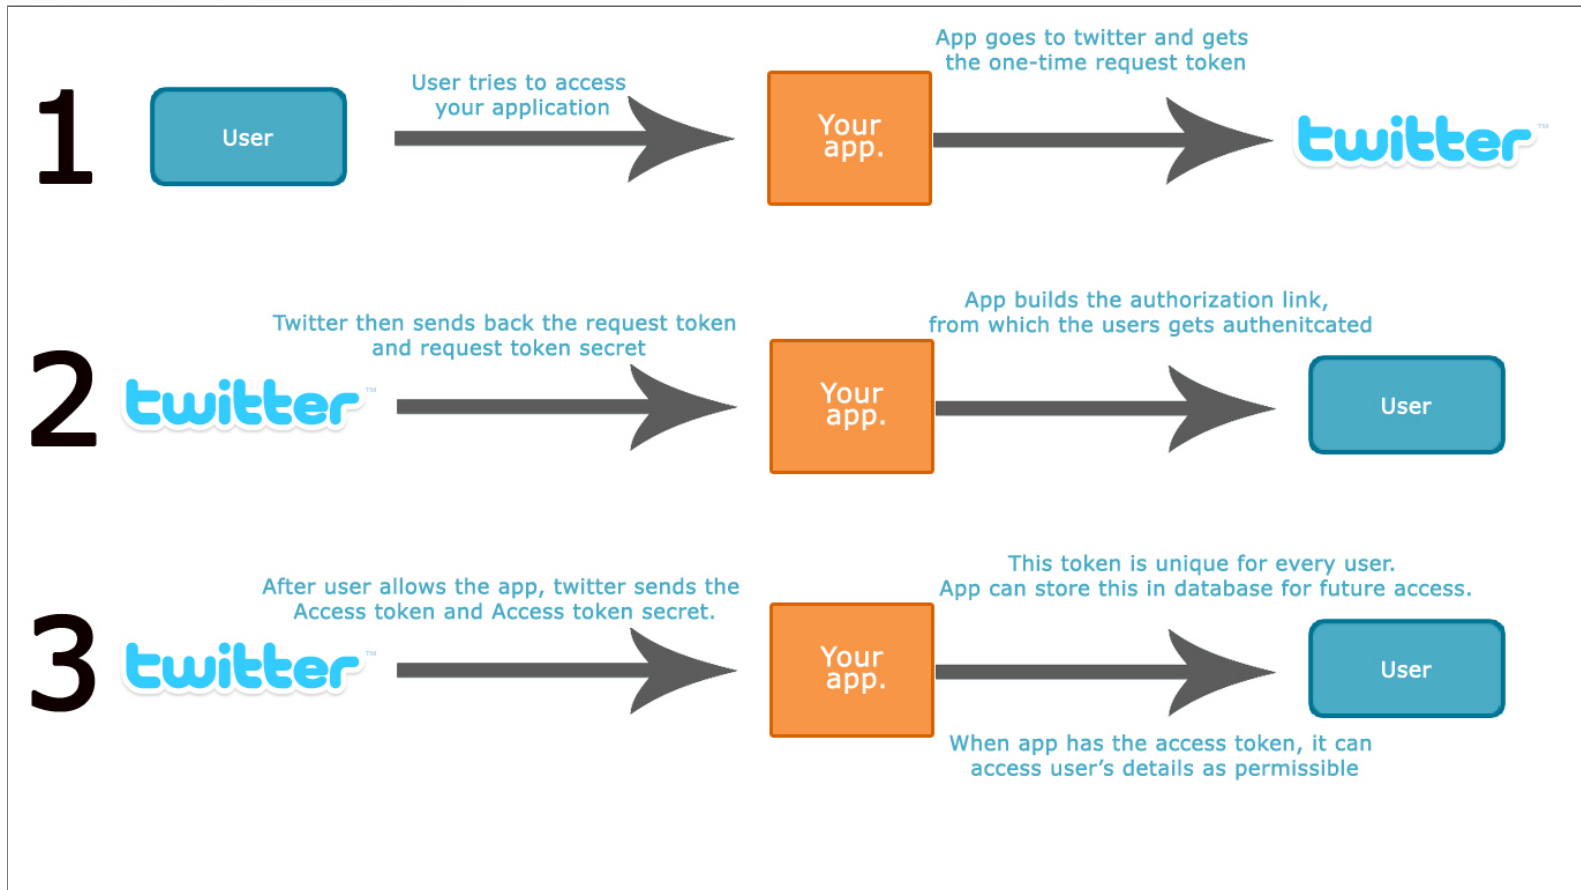 1
User
User tries to access
your application
Your
app.
App goes to twitter and gets
the one-time request token
twitter™
2
twitter™
Twitter then sends back the request token
and request token secret
Your
app.
App builds the authorization link,
from which the users gets authenitcated
User
3
twitter™
After user allows the app, twitter sends the
Access token and Access token secret.
Your
app.
This token is unique for every user.
App can store this in database for future access.
User
When app has the access token, it can
access user’s details as permissible